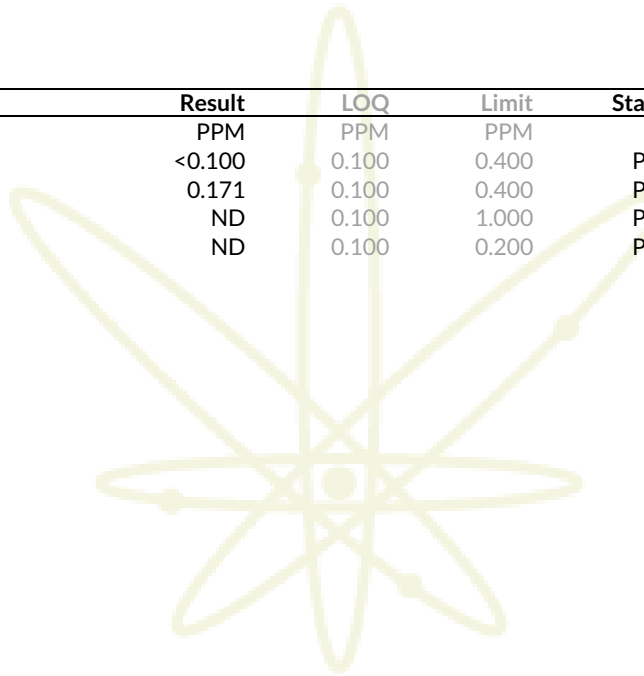 Result LOQ Limit Sta
PPM PPM PPM
<0.100 0.100 0.400 P
0.171 0.100 0.400 P
ND 0.100 1.000 P
ND 0.100 0.200 P